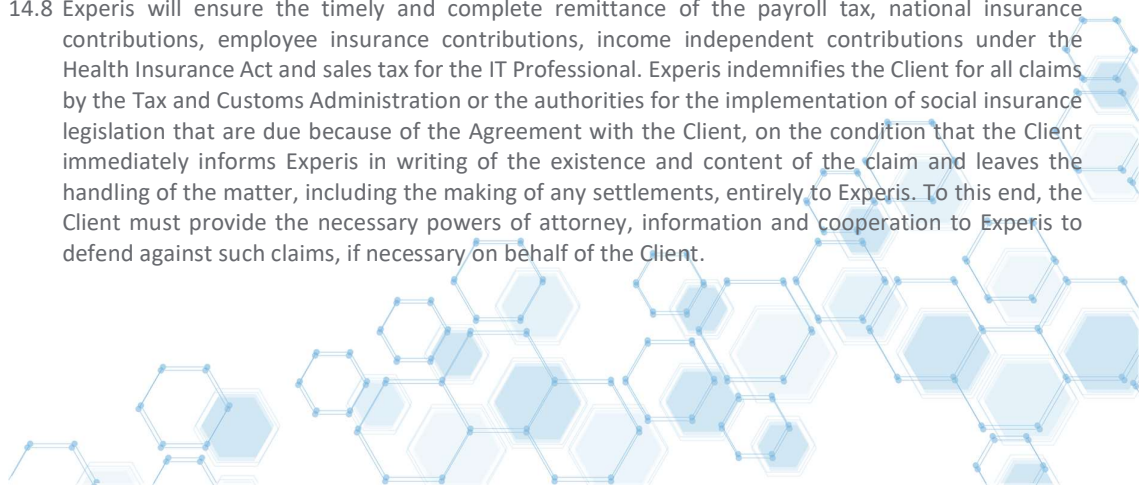 14.8 Experis will ensure the timely and complete remittance of the payroll tax, national insurance
contributions, employee insurance contributions, income independent contributions under the
Health Insurance Act and sales tax for the IT Professional. Experis indemnifies the Client for all claims
by the Tax and Customs Administration or the authorities for the implementation of social insurance
legislation that are due because of the Agreement with the Client, on the condition that the Client
immediately informs Experis in writing of the existence and content of the claim and leaves the
handling of the matter, including the making of any settlements, entirely to Experis. To this end, the
Client must provide the necessary powers of attorney, information and cooperation to Experis to
defend against such claims, if necessary on behalf of the Client.